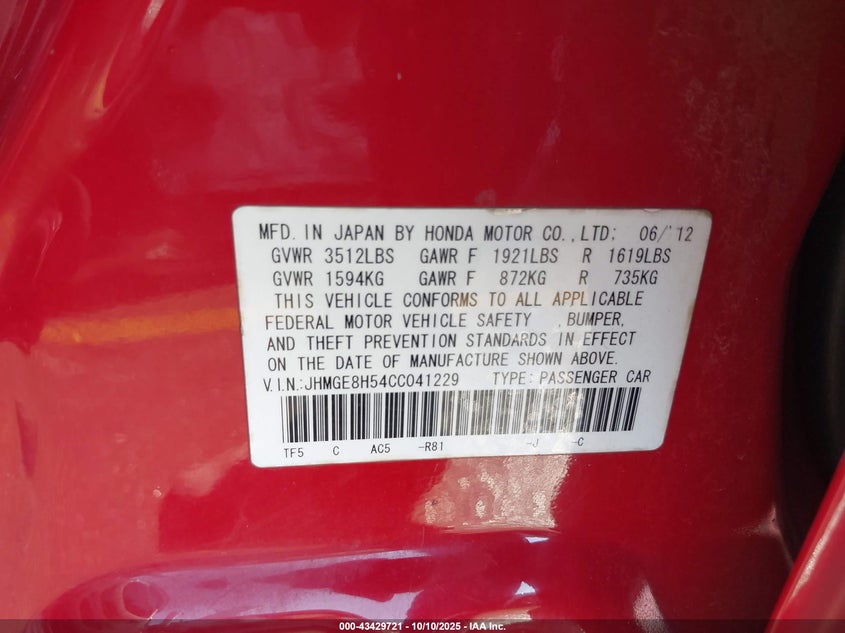 MFD. IN JAPAN BY HONDA MOTOR CO.,LTD: 06/'12
GVWR 3512LBS GAWR F 1921LBS R 1619LBS
GVWR 1594KG GAWR F 872KG R 735KG
THIS VEHICLE CONFORMS TO ALL APPLICABLE
FEDERAL MOTOR VEHICLE SAFETY ,BUMPER,
AND THEFT PREVENTION STANDARDS IN EFFECT
ON THE DATE OF MANUFACTURE SHOWN ABOVE.
V.I.N.:JHMGE8H54CC041229 TYPE: PASSENGER CAR
TF5 C AC5 -R81 -J -C
000-43429721 - 10/10/2025 - IAA Inc.